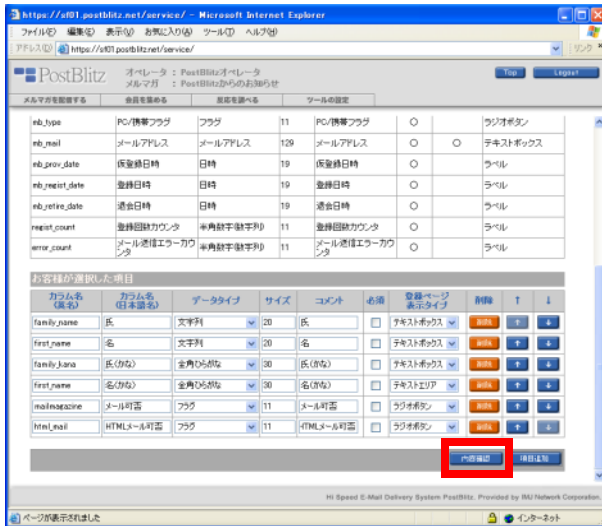 https://sf01.postblitz.net/service/ - Microsoft Internet Explorer
ファイル(F) 編集(E) 表示(V) お気に入り(A) ツール(T) ヘルプ(H)
アドレス(D) https://sf01.postblitz.net/service/ リンク
PostBlitz オペレータ : PostBlitzオペレータ Top Logout
メルマガ : PostBlitzからのお知らせ
メルマガを配信する 会員を集める 反応を調べる ツールの設定
mb_type PC/携帯フラグ フラグ 11 PC/携帯フラグ ○ ラジオボタン
mb_mail メールアドレス メールアドレス 129 メールアドレス ○ ○ テキストボックス
mb_prov_date 仮登録日時 日時 19 仮登録日時 ○ ラベル
mb_regist_date 登録日時 日時 19 登録日時 ○ ラベル
mb_retire_date 退会日時 日時 19 退会日時 ○ ラベル
regist_count 登録回数カウンタ 半角数字(数字列) 11 登録回数カウンタ ○ ラベル
error_count メール送信エラーカウンタ 半角数字(数字列) 11 メール送信エラーカウンタ ○ ラベル
お客様が選択した項目
カラム名(英名) カラム名(日本語名) データタイプ サイズ コメント 必須 登録ページ表示タイプ 削除 ↑ ↓
family_name 氏 文字列 20 氏 テキストボックス 削除 ↑ ↓
first_name 名 文字列 20 名 テキストボックス 削除 ↑ ↓
family_kana 氏(かな) 全角ひらがな 30 氏(かな) テキストボックス 削除 ↑ ↓
first_name 名(かな) 全角ひらがな 30 名(かな) テキストエリア 削除 ↑ ↓
mailmagazine メール可否 フラグ 11 メール可否 ラジオボタン 削除 ↑ ↓
html_mail HTMLメール可否 フラグ 11 HTMLメール可否 ラジオボタン 削除 ↑ ↓
内容確認 項目追加
Hi Speed E-Mail Delivery System PostBlitz. Provided by IMJ Network Corporation.
ページが表示されました インターネット